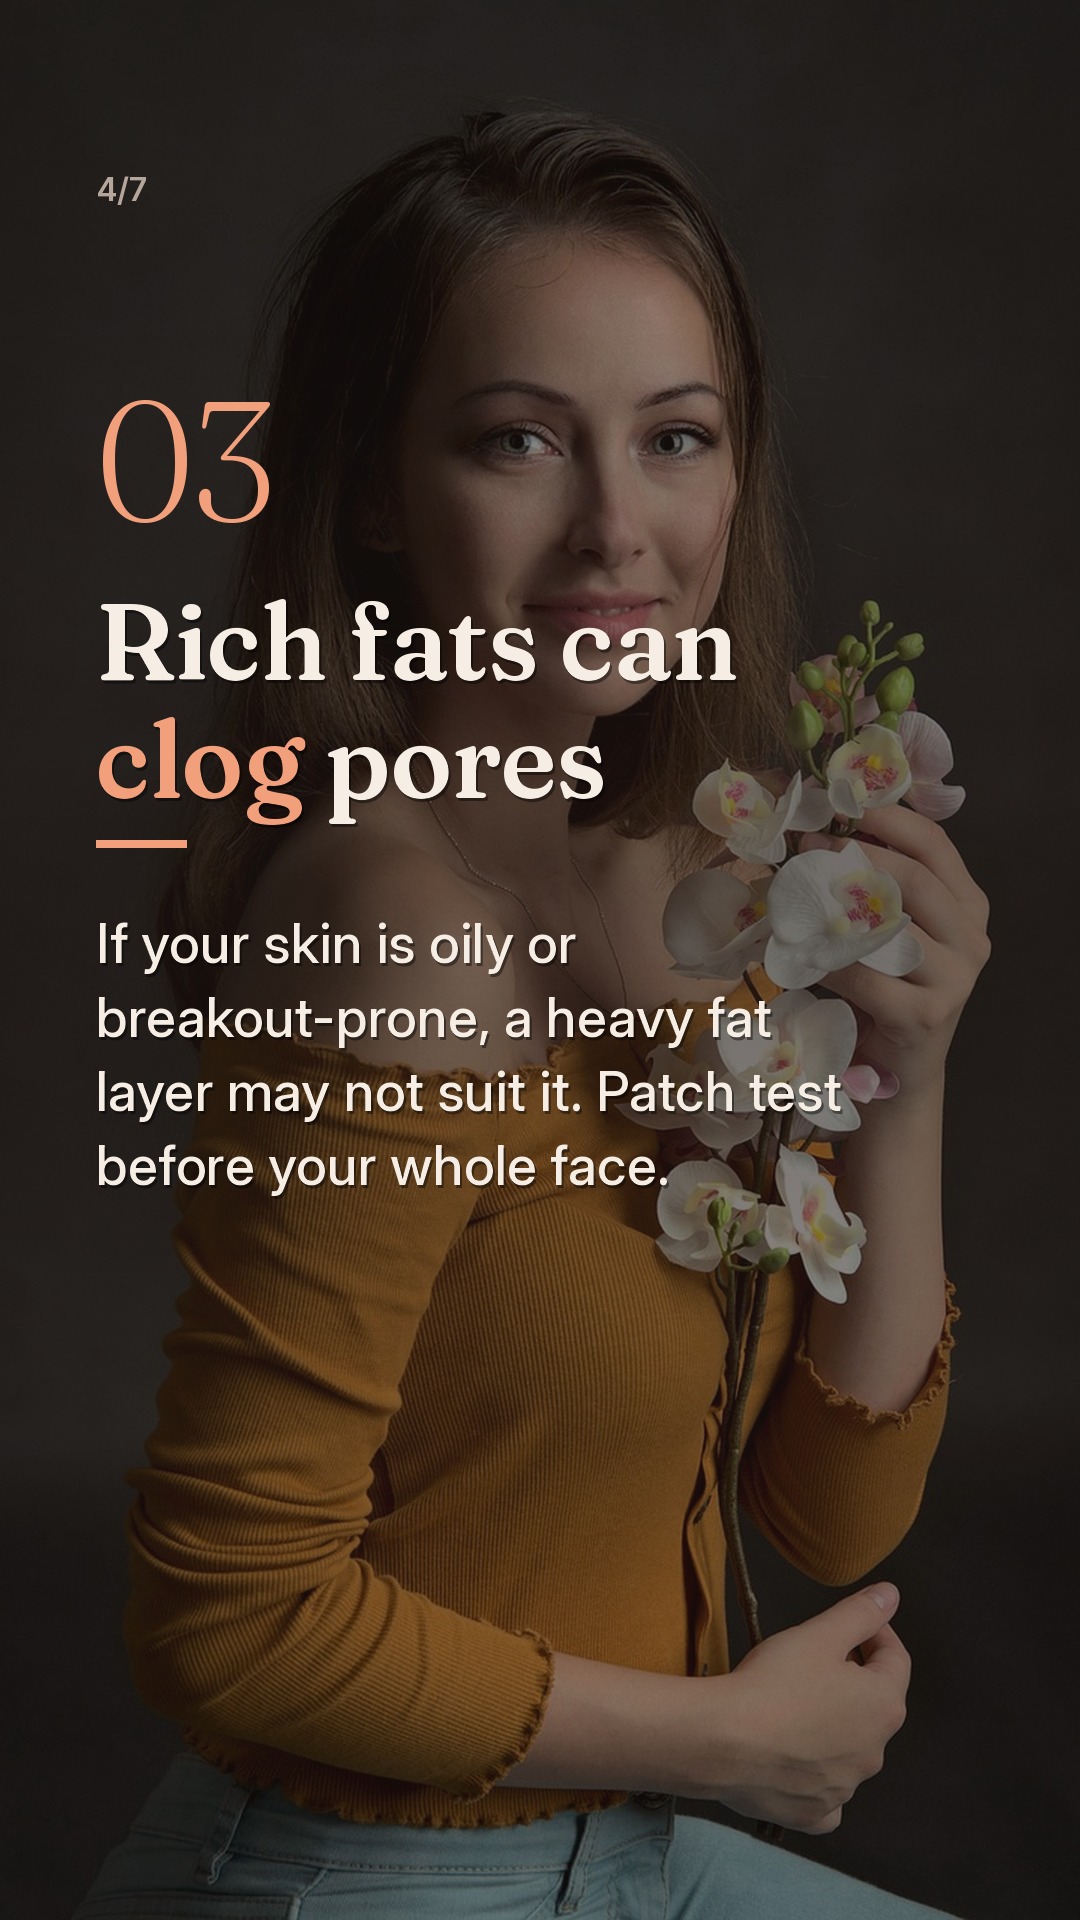 4/7
03
Rich fats can
clog pores
If your skin is oily or
breakout-prone, a heavy fat
layer may not suit it. Patch test
before your whole face.